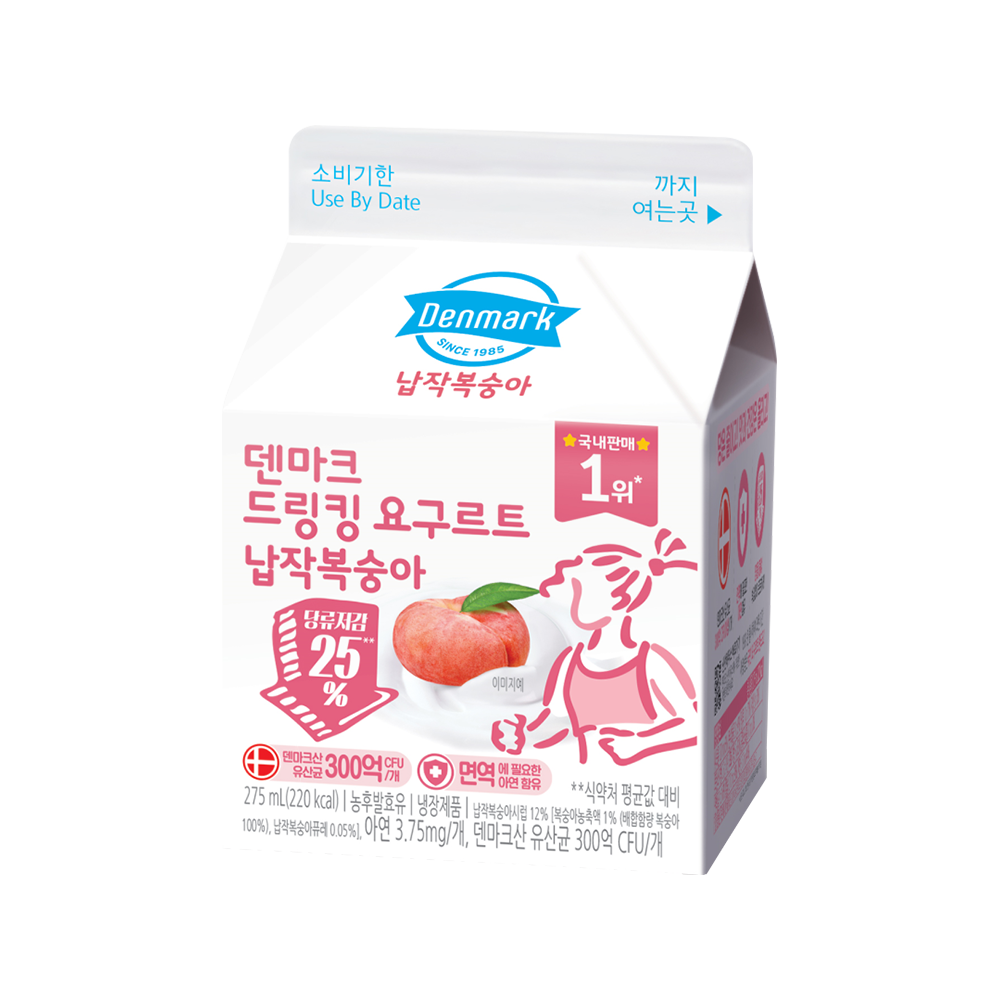 소비기한
Use By Date
까지
여는곳 ▶
Denmark
SINCE 1985
납작복숭아
국내판매
1위*
덴마크
드링킹 요구르트
납작복숭아
당류저감
25**
%
이미지예
덴마크산
유산균 300억 CFU
/개
면역에 필요한
아연 함유
**식약처 평균값 대비
275 mL(220 kcal) | 농후발효유 | 냉장제품 | 납작복숭아시럽 12% [복숭아농축액 1% (배합함량 복숭아
100%), 납작복숭아퓨레 0.05%], 아연 3.75mg/개, 덴마크산 유산균 300억 CFU/개